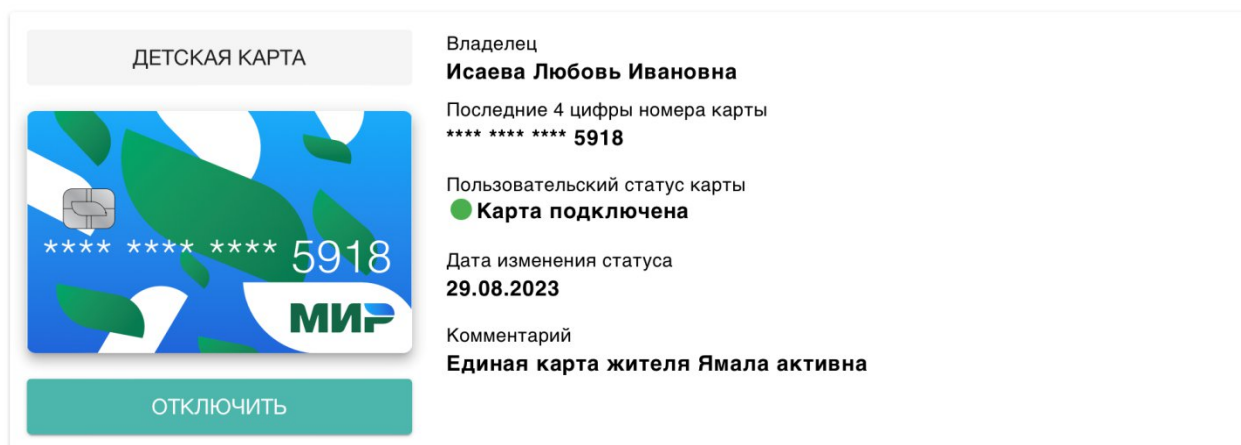 ДЕТСКАЯ КАРТА
**** **** **** 5918
МИР
ОТКЛЮЧИТЬ
Владелец
Исаева Любовь Ивановна
Последние 4 цифры номера карты
**** **** **** 5918
Пользовательский статус карты
Карта подключена
Дата изменения статуса
29.08.2023
Комментарий
Единая карта жителя Ямала активна